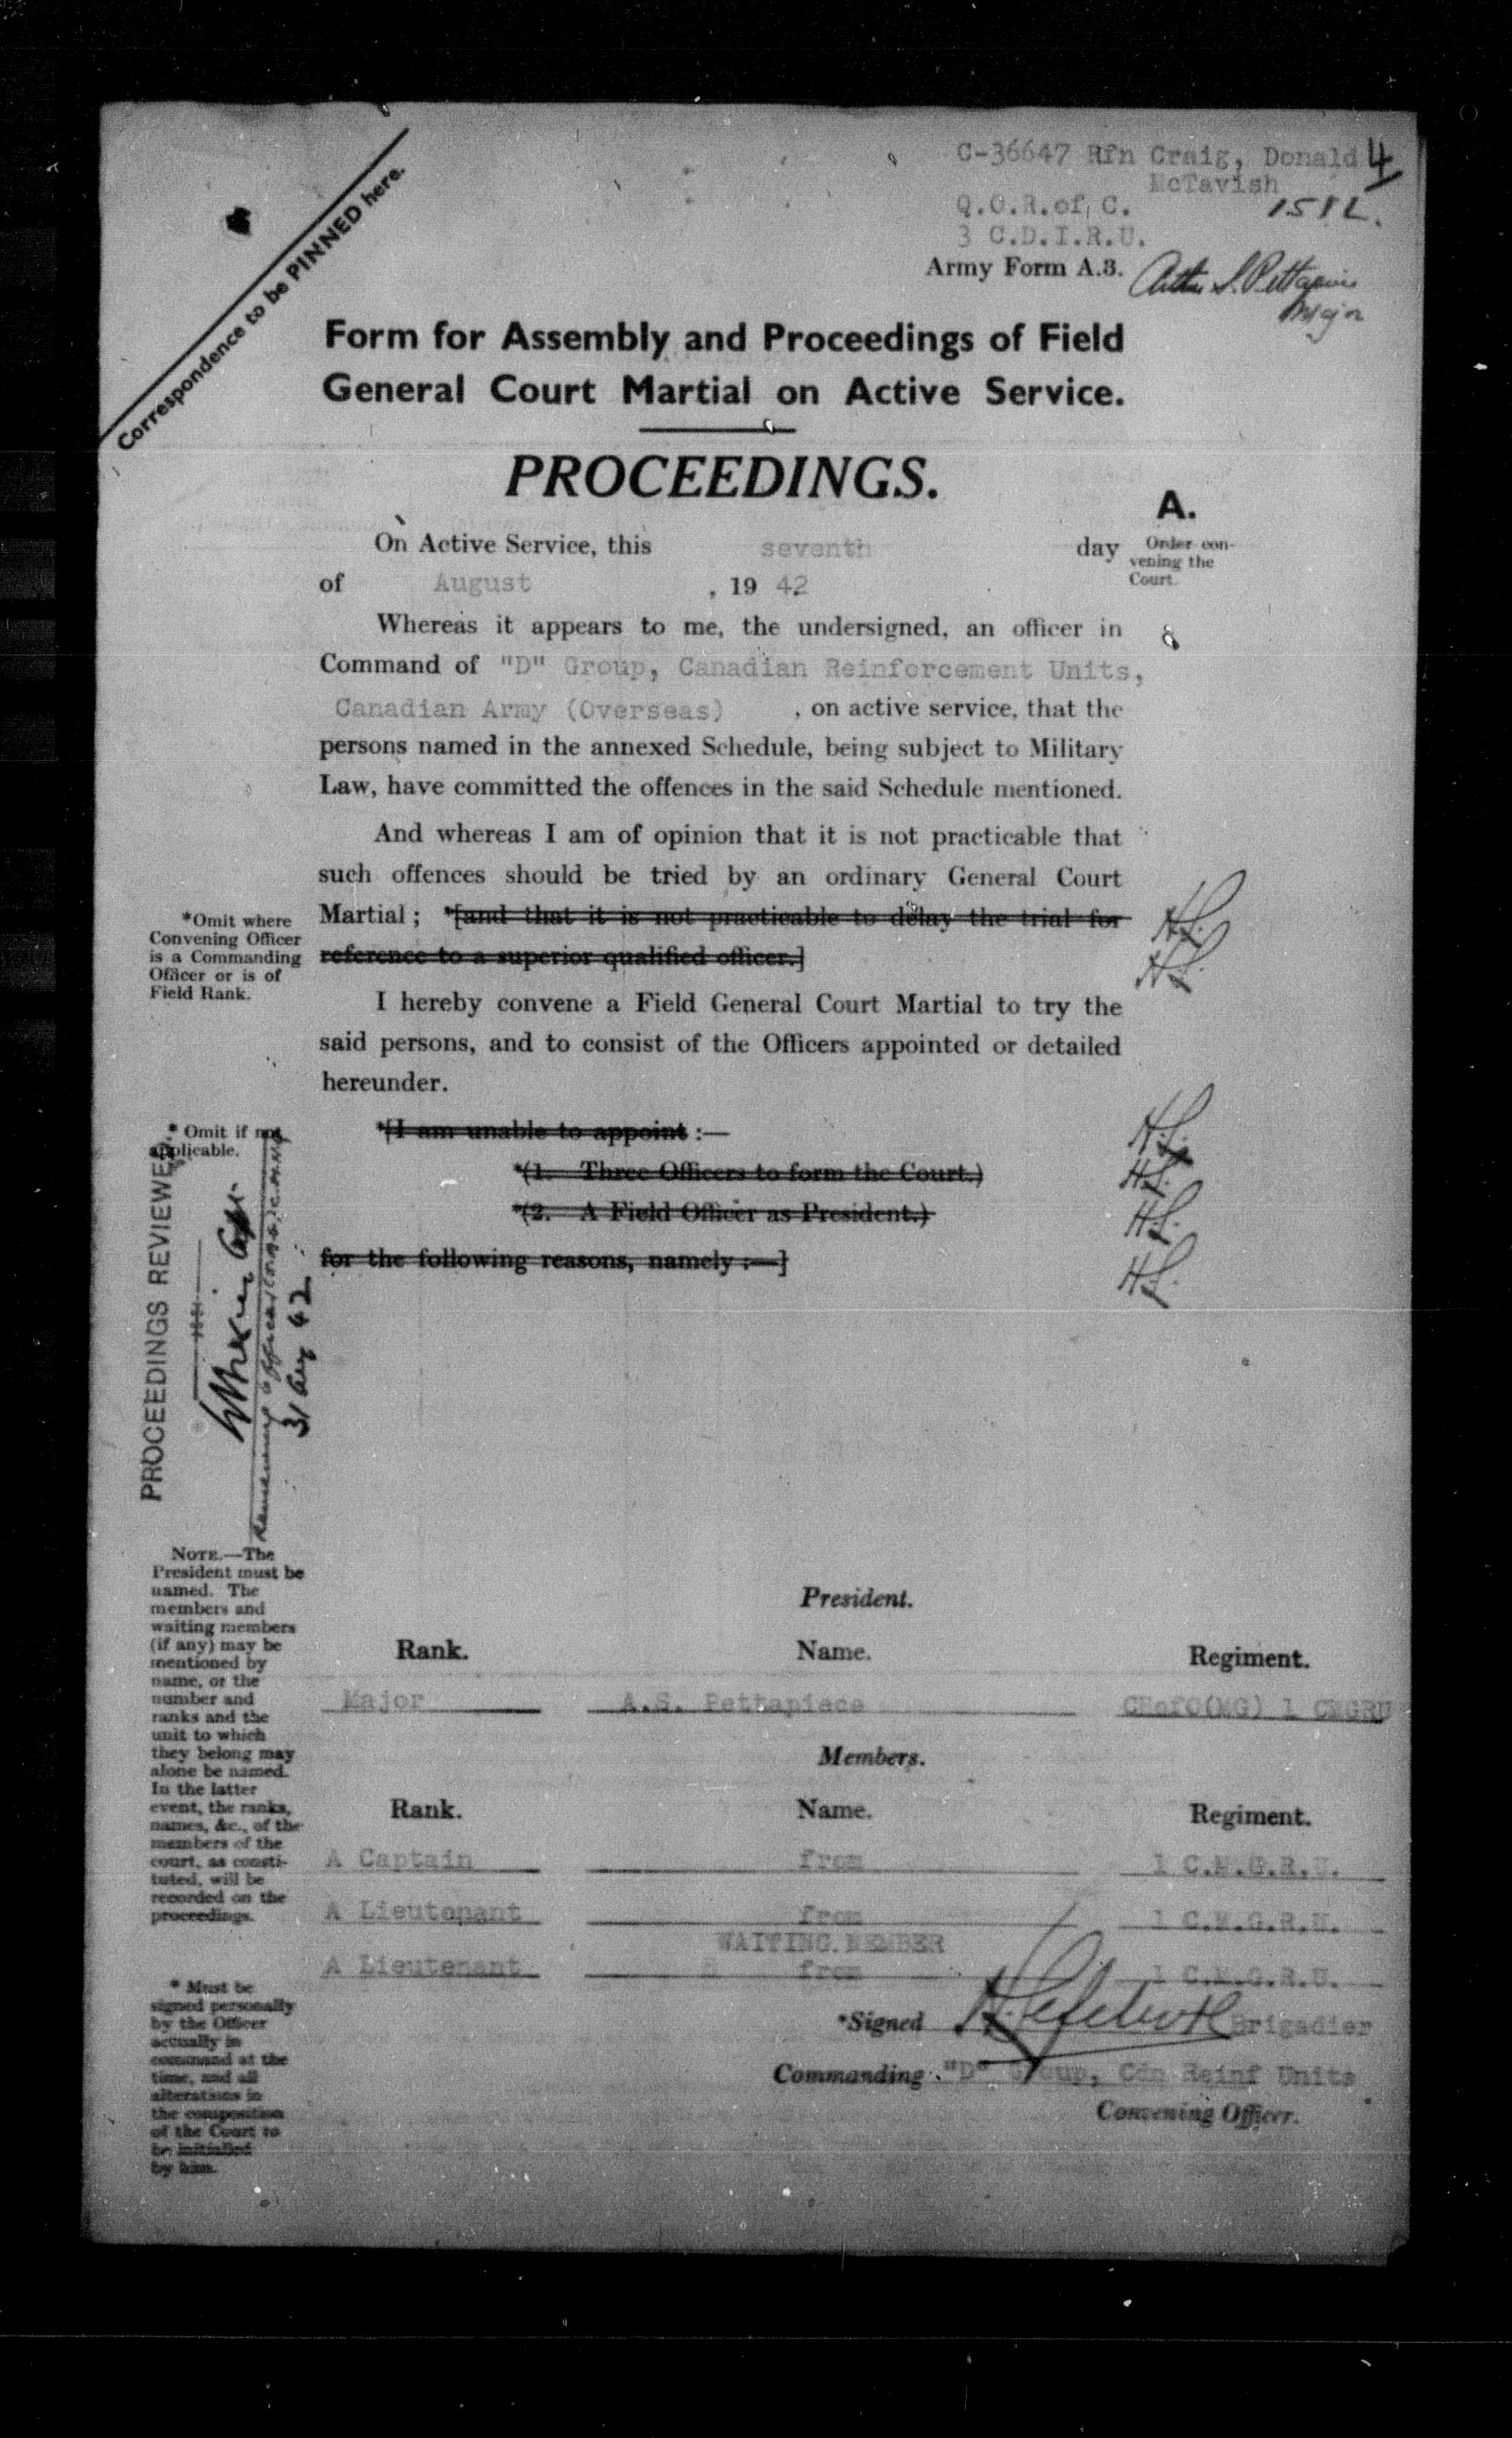 C-36647 Rfn Craig, Donald 4
McTavish
Q.O.R.of C.
1582.
3 C.D.I.R.U.
Army Form A.3.
Arthur S. Pettapiece
Major
Correspondence to be PINNED here.
Form for Assembly and Proceedings of Field
General Court Martial on Active Service.
PROCEEDINGS.
A.
Order con-
vening the
Court.
On Active Service, this seventh day
of August , 19 42
Whereas it appears to me, the undersigned, an officer in
Command of "D" Group, Canadian Reinforcement Units,
Canadian Army (Overseas) , on active service, that the
persons named in the annexed Schedule, being subject to Military
Law, have committed the offences in the said Schedule mentioned.
And whereas I am of opinion that it is not practicable that
such offences should be tried by an ordinary General Court
Martial ; *[and that it is not practicable to delay the trial for
reference to a superior qualified officer.]
H.L.
H.L.
*Omit where
Convening Officer
is a Commanding
Officer or is of
Field Rank.
I hereby convene a Field General Court Martial to try the
said persons, and to consist of the Officers appointed or detailed
hereunder.
* Omit if not
applicable.
*[I am unable to appoint :—
*(1. Three Officers to form the Court.)
*(2. A Field Officer as President.)
for the following reasons, namely :—]
H.L.
H.L.
H.L.
H.L.
PROCEEDINGS REVIEWED
31 Aug 42
NOTE.—The
President must be
named. The
members and
waiting members
(if any) may be
mentioned by
name, or the
number and
ranks and the
unit to which
they belong may
alone be named.
In the latter
event, the ranks,
names, &c., of the
members of the
court, as consti-
tuted, will be
recorded on the
proceedings.
President.
Rank. Name. Regiment.
Major A.S. Pettapiece CHofO(MG) 1 CMGRU
Members.
Rank. Name. Regiment.
A Captain from 1 C.M.G.R.U.
A Lieutenant from 1 C.M.G.R.U.
WAITING MEMBER
A Lieutenant from 1 C.M.G.R.U.
* Must be
signed personally
by the Officer
actually in
command at the
time, and all
alterations in
the composition
of the Court to
be initialled
by him.
*Signed Brigadier
Commanding "D" Group, Cdn Reinf Units
Convening Officer.